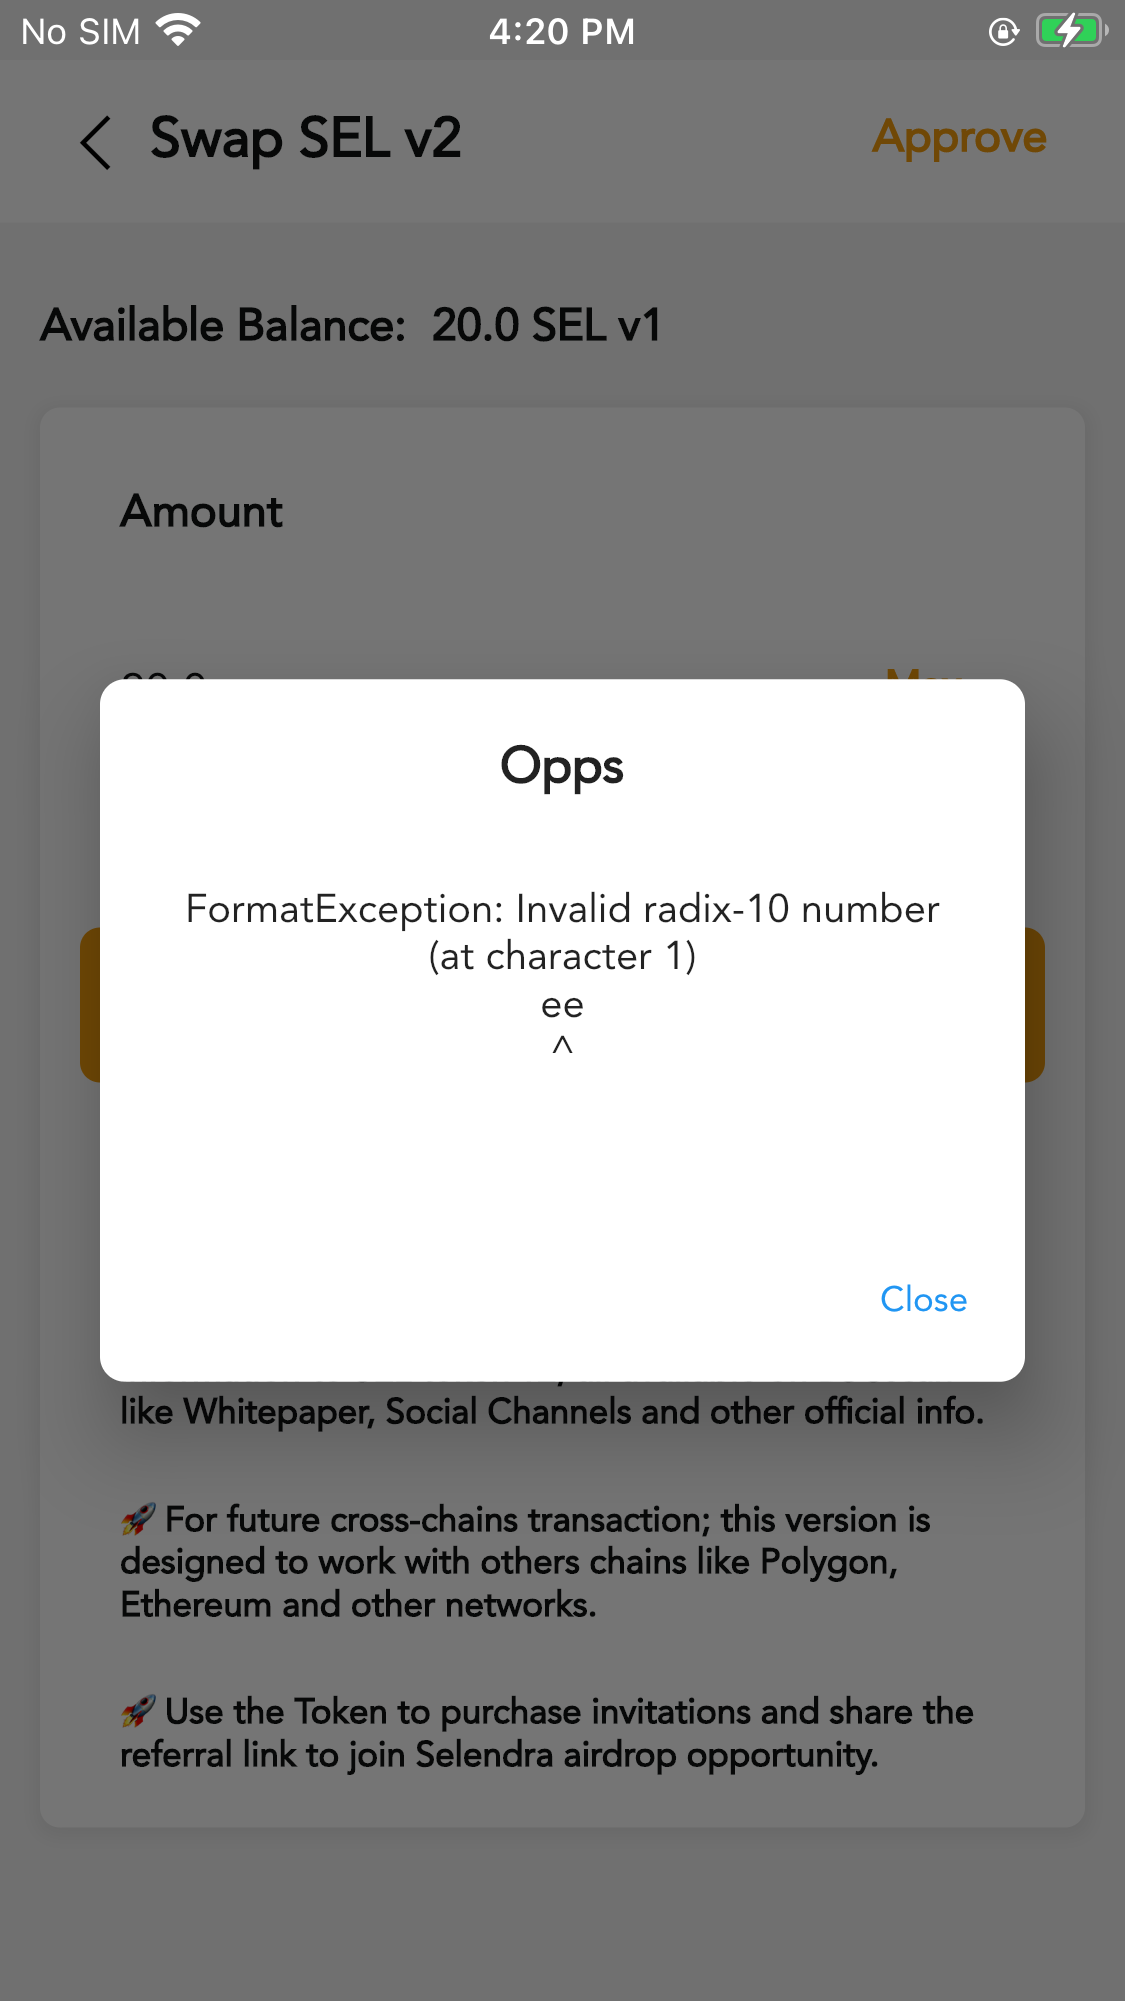 No SIM 4:20 PM
Swap SEL v2 Approve
Available Balance: 20.0 SEL v1
Amount
Opps
FormatException: Invalid radix-10 number
(at character 1)
ee
^
Close
like Whitepaper, Social Channels and other official info.
🚀 For future cross-chains transaction; this version is
designed to work with others chains like Polygon,
Ethereum and other networks.
🚀 Use the Token to purchase invitations and share the
referral link to join Selendra airdrop opportunity.